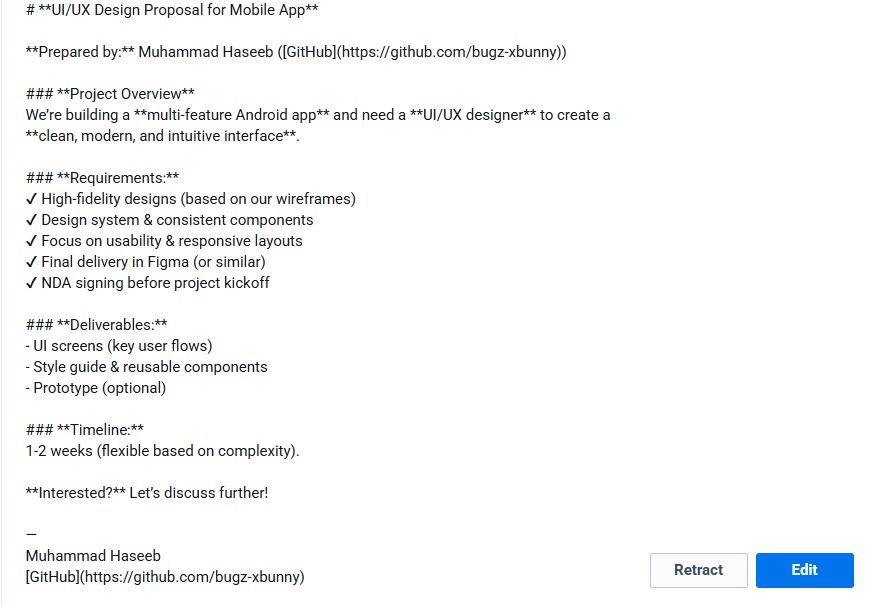 # **UI/UX Design Proposal for Mobile App**
**Prepared by:** Muhammad Haseeb ([GitHub](https://github.com/bugz-xbunny))
### **Project Overview**
We’re building a **multi-feature Android app** and need a **UI/UX designer** to create a
**clean, modern, and intuitive interface**.
### **Requirements:**
✓ High-fidelity designs (based on our wireframes)
✓ Design system & consistent components
✓ Focus on usability & responsive layouts
✓ Final delivery in Figma (or similar)
✓ NDA signing before project kickoff
### **Deliverables:**
- UI screens (key user flows)
- Style guide & reusable components
- Prototype (optional)
### **Timeline:**
1-2 weeks (flexible based on complexity).
**Interested?** Let’s discuss further!
—
Muhammad Haseeb
[GitHub](https://github.com/bugz-xbunny)
Retract
Edit